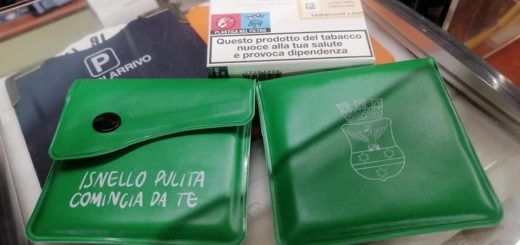 PLASTICA NEL FILTRO
TABACCHI
Questo prodotto del tabacco
nuoce alla tua salute
e provoca dipendenza
P
ARRIVO
ISNELLO PULITA
COMINCIA DA TE